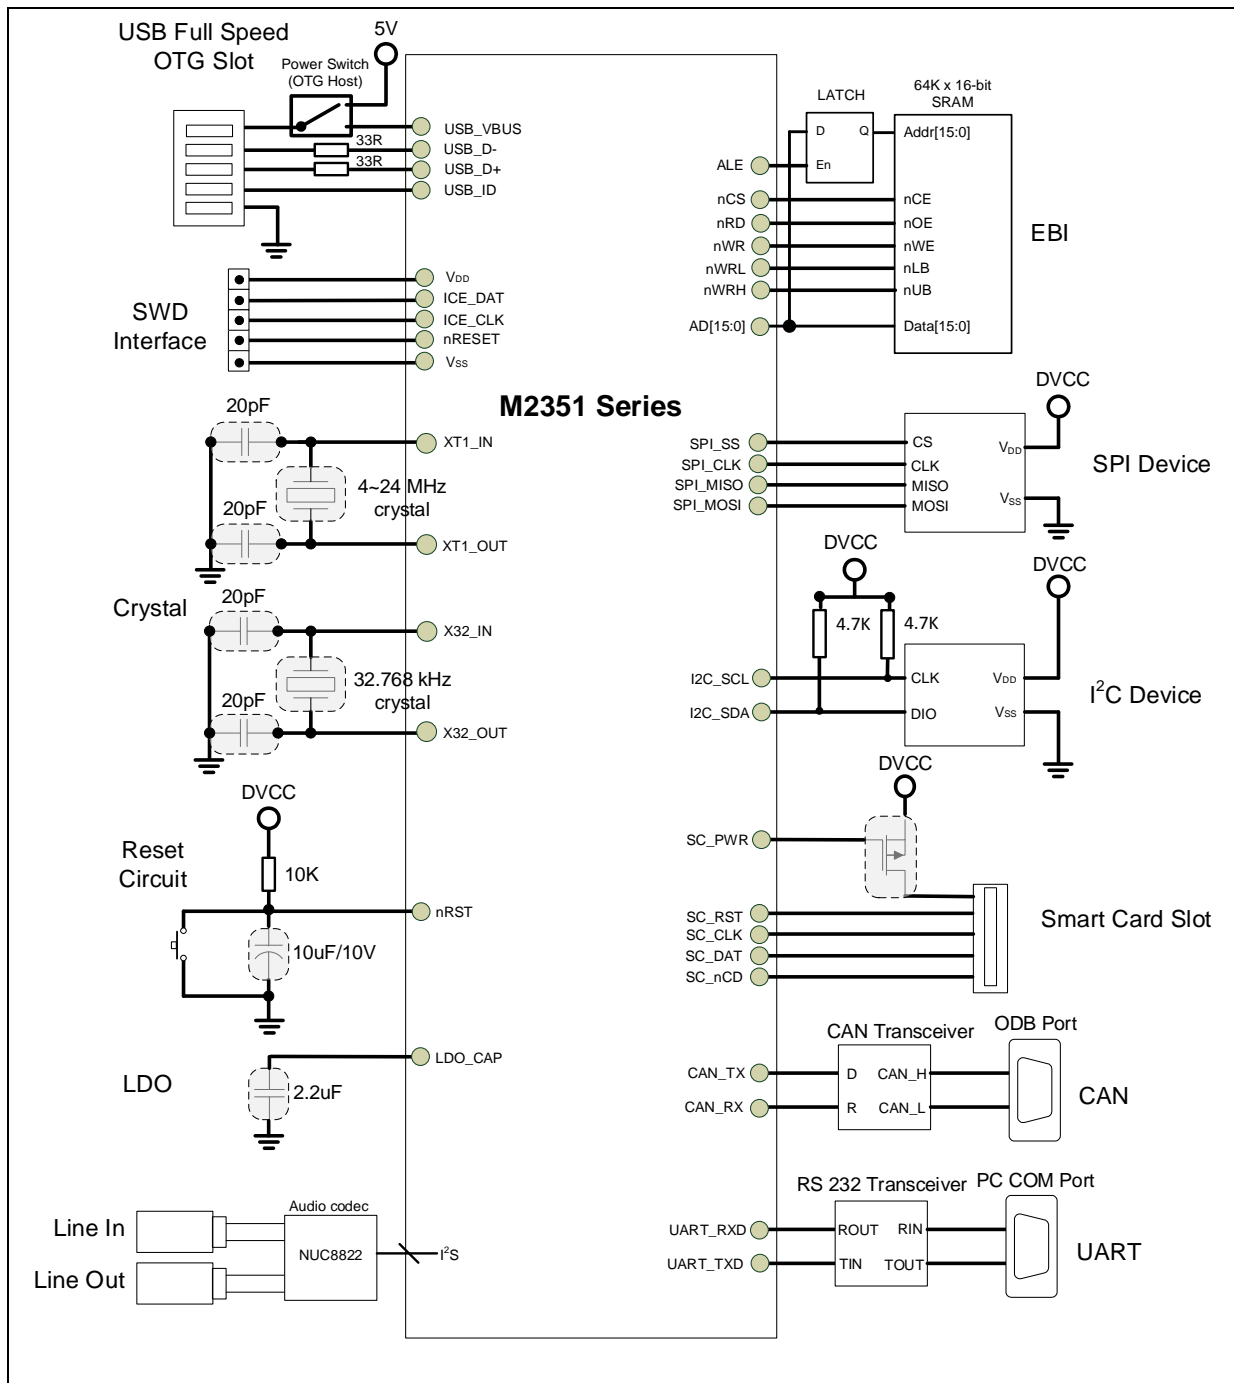 USB Full Speed
OTG Slot
5V
Power Switch
(OTG Host)
USB_VBUS
33R
USB_D-
33R
USB_D+
USB_ID
SWD
Interface
VDD
ICE_DAT
ICE_CLK
nRESET
VSS
M2351 Series
20pF
XT1_IN
4~24 MHz
crystal
20pF
XT1_OUT
Crystal
20pF
X32_IN
32.768 kHz
crystal
20pF
X32_OUT
DVCC
Reset
Circuit
10K
nRST
10uF/10V
LDO
LDO_CAP
2.2uF
Audio codec
Line In
Line Out
NUC8822
I²S
LATCH
64K x 16-bit
SRAM
D
Q
Addr[15:0]
ALE
En
nCS
nCE
nRD
nOE
nWR
nWE
nWRL
nLB
nWRH
nUB
AD[15:0]
Data[15:0]
EBI
DVCC
SPI_SS
CS
VDD
SPI_CLK
CLK
SPI_MISO
MISO
SPI_MOSI
MOSI
VSS
SPI Device
DVCC
DVCC
4.7K
4.7K
I2C_SCL
CLK
VDD
I2C_SDA
DIO
VSS
I²C Device
DVCC
SC_PWR
SC_RST
SC_CLK
SC_DAT
SC_nCD
Smart Card Slot
CAN Transceiver
ODB Port
CAN_TX
D
CAN_H
CAN_RX
R
CAN_L
CAN
RS 232 Transceiver
PC COM Port
UART_RXD
ROUT
RIN
UART_TXD
TIN
TOUT
UART